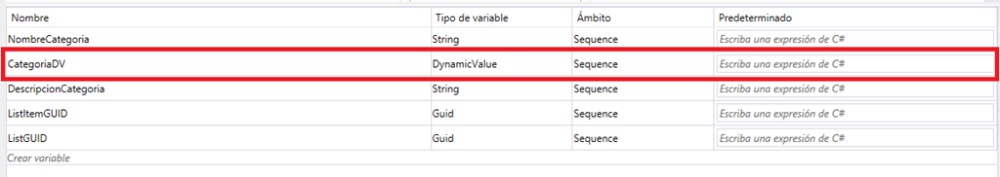 Nombre Tipo de variable Ámbito Predeterminado
NombreCategoria String Sequence Escriba una expresión de C#
CategoriaDV DynamicValue Sequence Escriba una expresión de C#
DescripcionCategoria String Sequence Escriba una expresión de C#
ListItemGUID Guid Sequence Escriba una expresión de C#
ListGUID Guid Sequence Escriba una expresión de C#
Crear variable